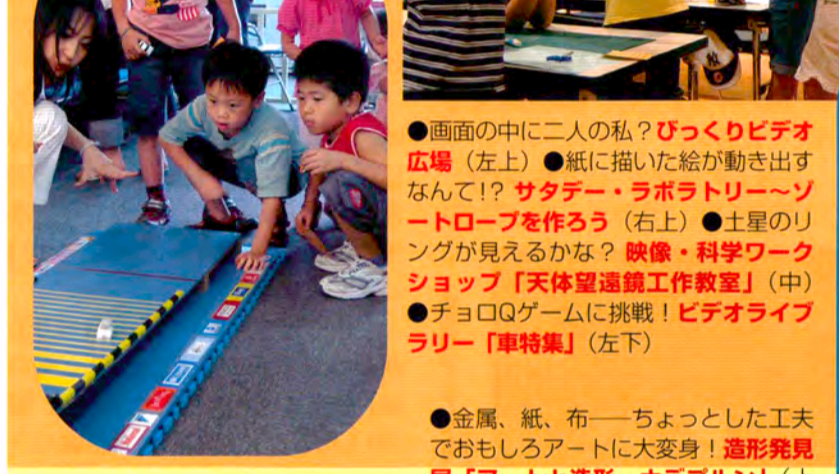 ●画面の中に二人の私？びっくりビデオ
広場（左上）●紙に描いた絵が動き出す
なんて!? サタデー・ラボラトリー〜ゾ
ートロープを作ろう（右上）●土星のリ
ングが見えるかな？ 映像・科学ワーク
ショップ「天体望遠鏡工作教室」（中）
●チョロQゲームに挑戦！ビデオライブ
ラリー「車特集」（左下）
●金属、紙、布――ちょっとした工夫
でおもしろアートに大変身！造形発見